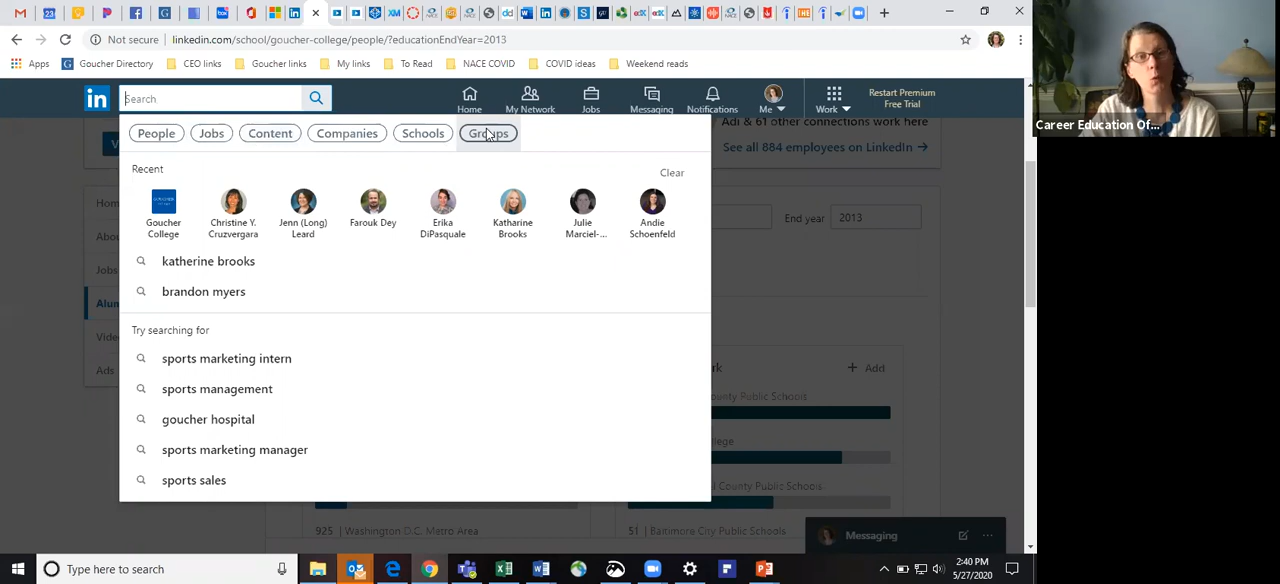 Not secure | linkedin.com/school/goucher-college/people/?educationEndYear=2013
Apps Goucher Directory CEO links Goucher links My links To Read NACE COVID COVID ideas Weekend reads
in Search Home My Network Jobs Messaging Notifications Me Work Restart Premium Free Trial
Career Education Of...
Adi & 61 other connections work here
People Jobs Content Companies Schools Groups
See all 884 employees on LinkedIn →
Recent Clear
Goucher College
Christine Y. Cruzvergara
Jenn (Long) Leard
Farouk Dey
Erika DiPasquale
Katharine Brooks
Julie Marciel-...
Andie Schoenfeld
End year 2013
katherine brooks
brandon myers
Try searching for
sports marketing intern
sports management
goucher hospital
sports marketing manager
sports sales
+ Add
County Public Schools
County Public Schools
925 | Washington D.C. Metro Area
51 | Baltimore City Public Schools
Messaging
Type here to search
2:40 PM
5/27/2020